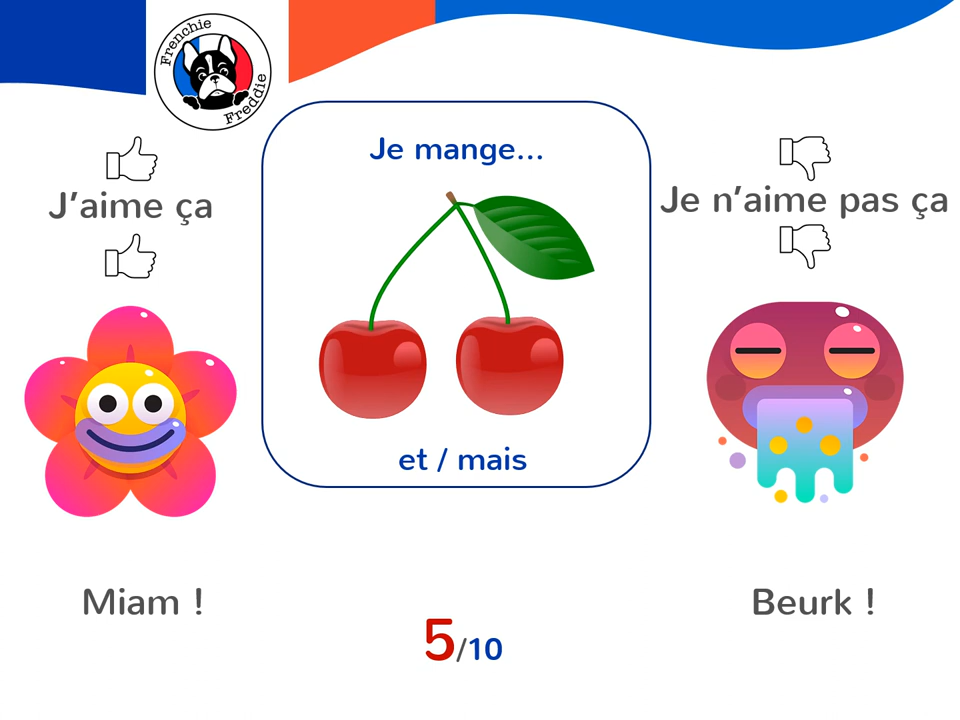 Frenchie
Freddie
Je mange...
J'aime ça
Je n'aime pas ça
et / mais
Miam !
Beurk !
5/10